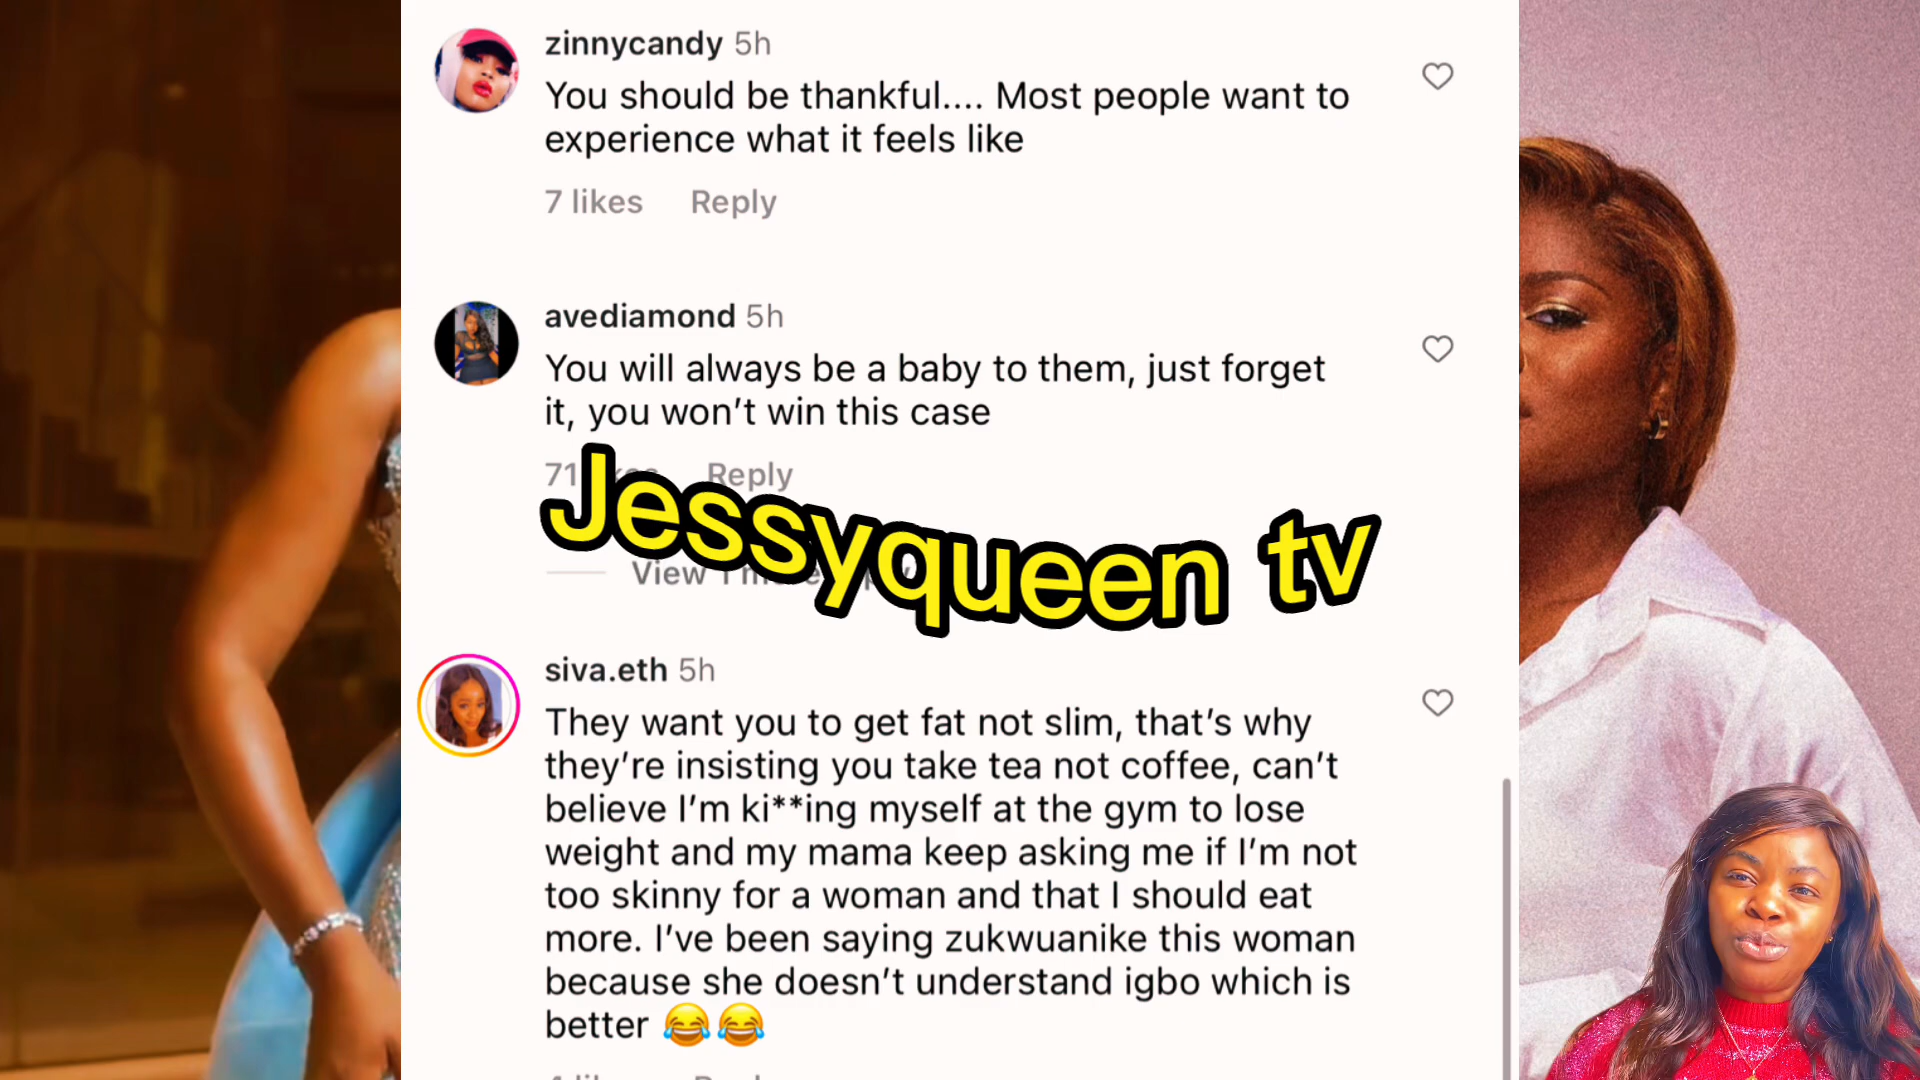 zinnycandy 5h
You should be thankful.... Most people want to
experience what it feels like
7 likes Reply
avediamond 5h
You will always be a baby to them, just forget
it, you won't win this case
Reply
Jessyqueen tv
View 1
siva.eth 5h
They want you to get fat not slim, that's why
they're insisting you take tea not coffee, can't
believe I'm ki**ing myself at the gym to lose
weight and my mama keep asking me if I'm not
too skinny for a woman and that I should eat
more. I've been saying zukwuanike this woman
because she doesn't understand igbo which is
better 😂😂